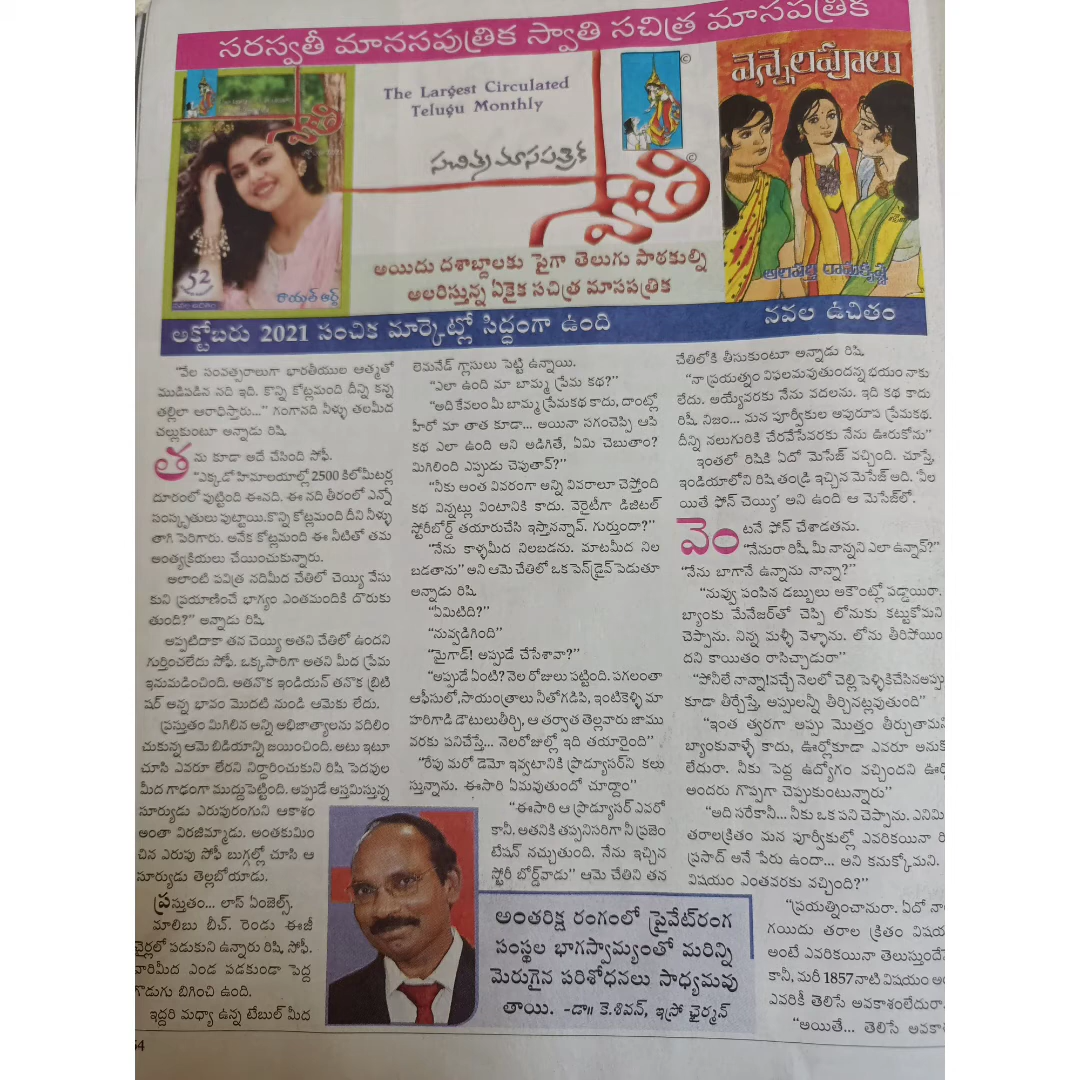 సరస్వతీ మానసపుత్రిక స్వాతి సచిత్ర మాసపత్రిక
The Largest Circulated
Telugu Monthly
సచిత్ర మాసపత్రిక
స్వాతి
అయిదు దశాబ్దాలకు పైగా తెలుగు పాఠకుల్ని
అలరిస్తున్న ఏకైక సచిత్ర మాసపత్రిక
స్వాతి
52
రాయల్ ఆర్ట్
వెన్నెలపూలు
నవల ఉచితం
అక్టోబరు 2021 సంచిక మార్కెట్లో సిద్ధంగా ఉంది
"వేల సంవత్సరాలుగా భారతీయుల ఆత్మతో
ముడిపడిన నది ఇది. కొన్ని కోట్లమంది దీన్ని కన్న
తల్లిలా ఆరాధిస్తారు..." గంగానది నీళ్ళు తలమీద
చల్లుకుంటూ అన్నాడు రిషి.
తను కూడా అదే చేసింది సోఫీ.
"ఎక్కడో హిమాలయాల్లో 2500 కిలోమీటర్ల
దూరంలో పుట్టింది ఈనది. ఈ నది తీరంలో ఎన్నో
సంస్కృతులు పుట్టాయి.కొన్ని కోట్లమంది దీని నీళ్ళు
తాగి పెరిగారు. అనేక కోట్లమంది ఈ నీటితో తమ
అంత్యక్రియలు చేయించుకున్నారు.
అలాంటి పవిత్ర నదిమీద చేతిలో చెయ్యి వేసు
కుని ప్రయాణించే భాగ్యం ఎంతమందికి దొరుకు
తుంది?" అన్నాడు రిషి.
అప్పటిదాకా తన చెయ్యి అతని చేతిలో ఉందని
గుర్తించలేదు సోఫీ. ఒక్కసారిగా అతని మీద ప్రేమ
ఇనుమడించింది. అతనొక ఇండియన్ తనొక బ్రిటి
షర్ అన్న భావం మొదటి నుండి ఆమెకు లేదు.
ప్రస్తుతం మిగిలిన అన్ని అభిజాత్యాలను వదిలిం
చుకున్న ఆమె బిడియాన్ని జయించింది. అటు ఇటూ
చూసి ఎవరూ లేరని నిర్ధారించుకుని రిషి పెదవుల
మీద గాఢంగా ముద్దుపెట్టింది. అప్పుడే అస్తమిస్తున్న
సూర్యుడు ఎరుపురంగుని ఆకాశం
అంతా విరజిమ్మాడు. అంతకుమిం
చిన ఎరుపు సోఫీ బుగ్గల్లో చూసి ఆ
సూర్యుడు తెల్లబోయాడు.
ప్రస్తుతం... లాస్ ఏంజెల్స్.
మాలిబు బీచ్. రెండు ఈజీ
చైర్లలో పడుకుని ఉన్నారు రిషి, సోఫీ.
వారిమీద ఎండ పడకుండా పెద్ద
గొడుగు బిగించి ఉంది.
ఇద్దరి మధ్యా ఉన్న టేబుల్ మీద
లెమనేడ్ గ్లాసులు పెట్టి ఉన్నాయి.
"ఎలా ఉంది మా బామ్మ ప్రేమ కథ?"
"అది కేవలం మీ బామ్మ ప్రేమకథ కాదు, దాంట్లో
హీరో మా తాత కూడా... అయినా సగంచెప్పి ఆపి
కథ ఎలా ఉంది అని అడిగితే, ఏమి చెబుతాం?
మిగిలింది ఎప్పుడు చెపుతావ్?"
"నీకు అంత వివరంగా అన్ని వివరాలూ చెప్తోంది
కథ విన్నట్లు వింటానికి కాదు. వెరైటీగా డిజిటల్
స్టోరీబోర్డ్ తయారుచేసి ఇస్తానన్నావ్. గుర్తుందా?"
"నేను కాళ్ళమీద నిలబడను. మాటమీద నిల
బడతాను" అని ఆమె చేతిలో ఒక పెన్‌డ్రైవ్ పెడుతూ
అన్నాడు రిషి.
"ఏమిటిది?"
"నువ్వడిగింది"
"మైగాడ్! అప్పుడే చేసేశావా?"
"అప్పుడే ఏంటి? నెల రోజులు పట్టింది. పగలంతా
ఆఫీసులో,సాయంత్రాలు నీతోగడిపి, ఇంటికెళ్ళి మా
హరిగాడి డౌటులుతీర్చి, ఆ తర్వాత తెల్లవారు జాము
వరకు పనిచేస్తే... నెలరోజుల్లో ఇది తయారైంది"
"రేపు మరో డెమో ఇవ్వటానికి ప్రొడ్యూసర్‌ని కలు
స్తున్నాను. ఈసారి ఏమవుతుందో చూద్దాం"
"ఈసారి ఆ ప్రొడ్యూసర్ ఎవరో
కానీ. అతనికి తప్పనిసరిగా నీ ప్రజెం
టేషన్ నచ్చుతుంది. నేను ఇచ్చిన
స్టోరీ బోర్డ్‌వాడు" ఆమె చేతిని తన
అంతరిక్ష రంగంలో ప్రైవేట్‌రంగ
సంస్థల భాగస్వామ్యంతో మరిన్ని
మెరుగైన పరిశోధనలు సాధ్యమవు
తాయి. -డా॥ కె.శివన్, ఇస్రో ఛైర్మన్
చేతిలోకి తీసుకుంటూ అన్నాడు రిషి.
"నా ప్రయత్నం విఫలమవుతుందన్న భయం నాకు
లేదు. అయ్యేవరకు నేను వదలను. ఇది కథ కాదు
రిషీ, నిజం... మన పూర్వీకుల అపురూప ప్రేమకథ.
దీన్ని నలుగురికి చేరవేసేవరకు నేను ఊరుకోను"
ఇంతలో రిషికి ఏదో మెసేజ్ వచ్చింది. చూస్తే,
ఇండియాలోని రిషి తండ్రి ఇచ్చిన మెసేజ్ అది. 'వీల
యితే ఫోన్ చెయ్యి' అని ఉంది ఆ మెసేజ్‌లో.
వెంటనే ఫోన్ చేశాడతను.
"నేనురా రిషీ, మీ నాన్నని ఎలా ఉన్నావ్?"
"నేను బాగానే ఉన్నాను నాన్నా?"
"నువ్వు పంపిన డబ్బులు అకౌంట్లో పడ్డాయిరా.
బ్యాంకు మేనేజర్‌తో చెప్పి లోనుకు కట్టుకోమని
చెప్పాను. నిన్న మళ్ళీ వెళ్ళాను. లోను తీరిపోయిం
దని కాయితం రాసిచ్చాడురా"
"పోనీలే నాన్నా!వచ్చే నెలలో చెల్లి పెళ్ళికిచేసినఅప్పు
కూడా తీర్చేస్తే, అప్పులన్నీ తీర్చినట్లవుతుంది"
"ఇంత త్వరగా అప్పు మొత్తం తీర్చుతామని
బ్యాంకువాళ్ళే కాదు, ఊర్లోకూడా ఎవరూ అనుకో
లేదురా. నీకు పెద్ద ఉద్యోగం వచ్చిందని ఊర్లో
అందరు గొప్పగా చెప్పుకుంటున్నారు"
"అది సరేకానీ... నీకు ఒక పని చెప్పాను. ఎనిమి
తరాలక్రితం మన పూర్వీకుల్లో ఎవరికయినా రి
ప్రసాద్ అనే పేరు ఉందా... అని కనుక్కోమని.
విషయం ఎంతవరకు వచ్చింది?"
"ప్రయత్నించానురా. ఏదో నా
గయిదు తరాల క్రితం విషయ
అంటే ఎవరికయినా తెలుస్తుందే
కానీ, మరీ 1857నాటి విషయం అ
ఎవరికీ తెలిసే అవకాశంలేదురా.
"అయితే... తెలిసే అవకా
54